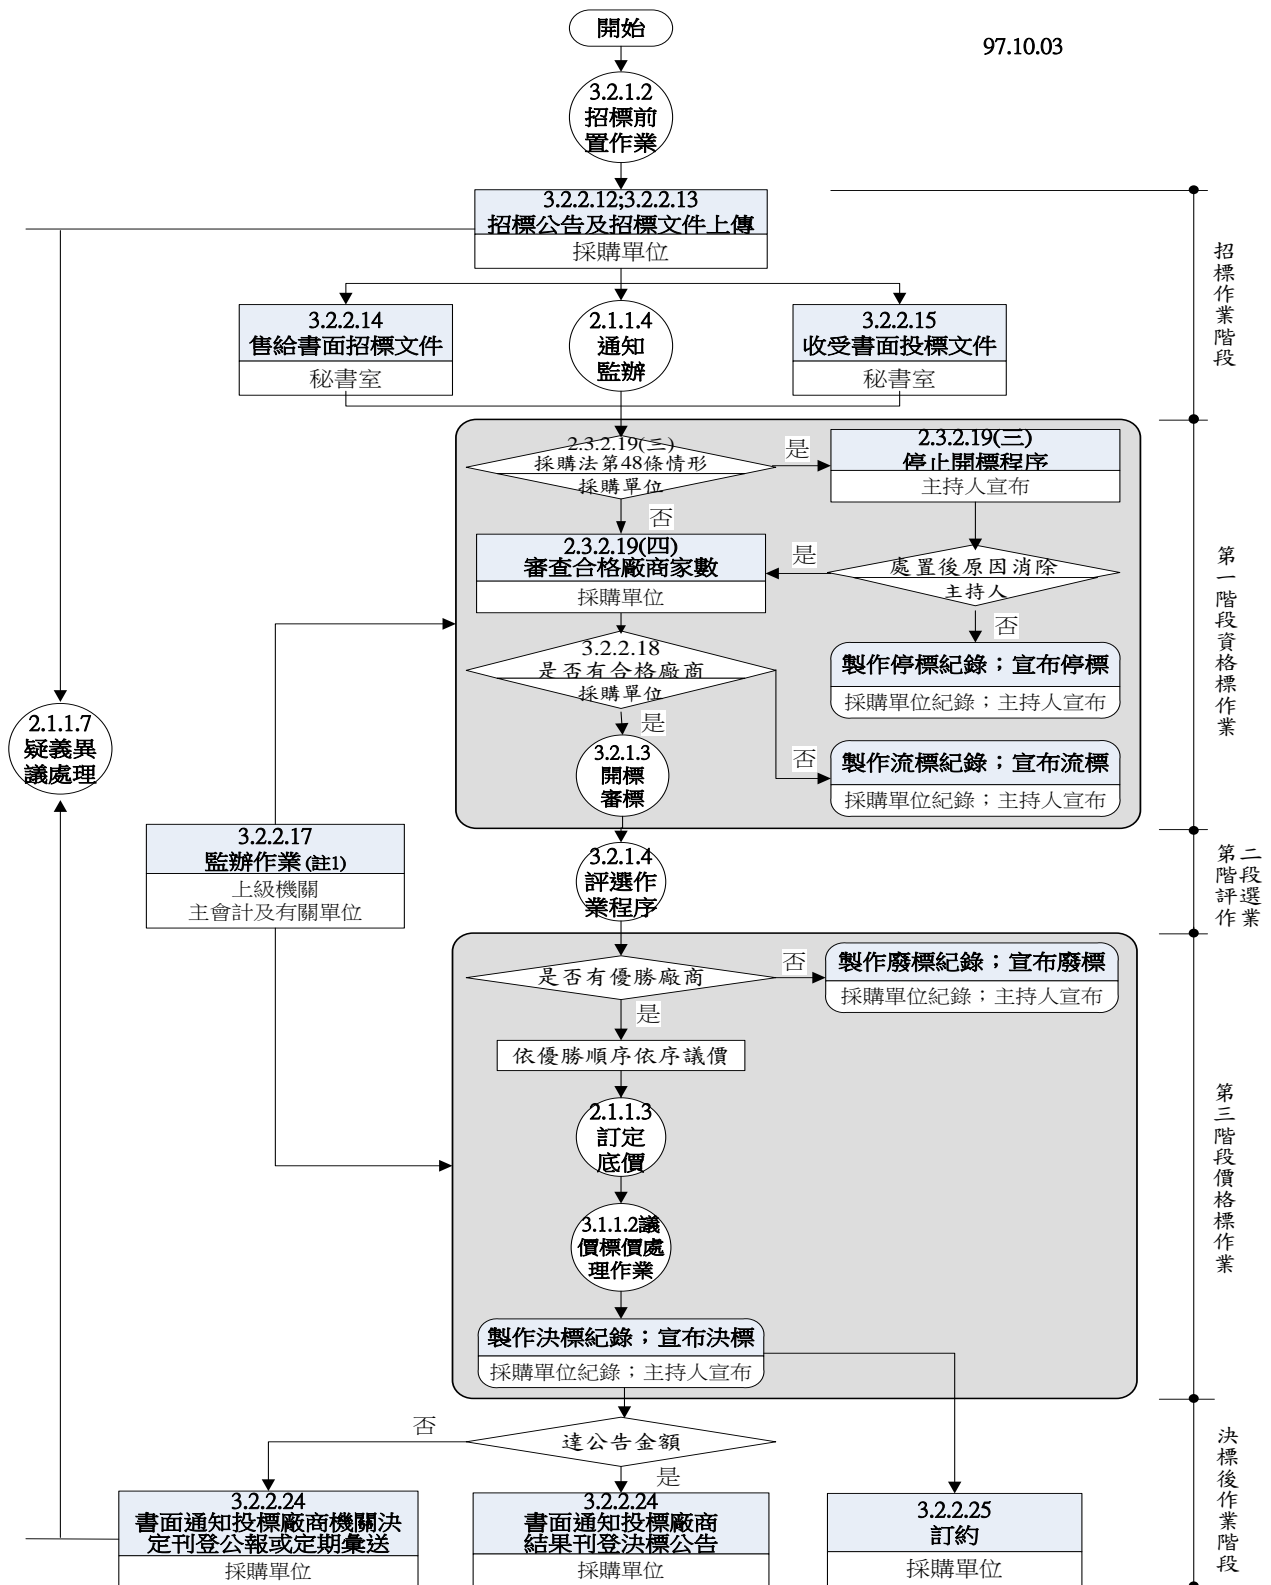 開始
97.10.03
3.2.1.2
招標前
置作業
3.2.2.12;3.2.2.13
招標公告及招標文件上傳
採購單位
招標作業階段
3.2.2.14
售給書面招標文件
秘書室
2.1.1.4
通知
監辦
3.2.2.15
收受書面投標文件
秘書室
2.3.2.19(三)
採購法第48條情形
採購單位
是
2.3.2.19(三)
停止開標程序
主持人宣布
否
2.3.2.19(四)
審查合格廠商家數
採購單位
是
處置後原因消除
主持人
否
第一階段資格標作業
3.2.2.18
是否有合格廠商
採購單位
製作停標紀錄；宣布停標
採購單位紀錄；主持人宣布
是
否
3.2.1.3
開標
審標
製作流標紀錄；宣布流標
採購單位紀錄；主持人宣布
2.1.1.7
疑義異
議處理
3.2.2.17
監辦作業(註1)
上級機關
主會計及有關單位
3.2.1.4
評選作
業程序
第二
階段
評選
作業
是否有優勝廠商
否
製作廢標紀錄；宣布廢標
採購單位紀錄；主持人宣布
是
依優勝順序依序議價
2.1.1.3
訂定
底價
第三階段價格標作業
3.1.1.2議
價標價處
理作業
製作決標紀錄；宣布決標
採購單位紀錄；主持人宣布
否
達公告金額
是
決標後作業階段
3.2.2.24
書面通知投標廠商機關決
定刊登公報或定期彙送
採購單位
3.2.2.24
書面通知投標廠商
結果刊登決標公告
採購單位
3.2.2.25
訂約
採購單位